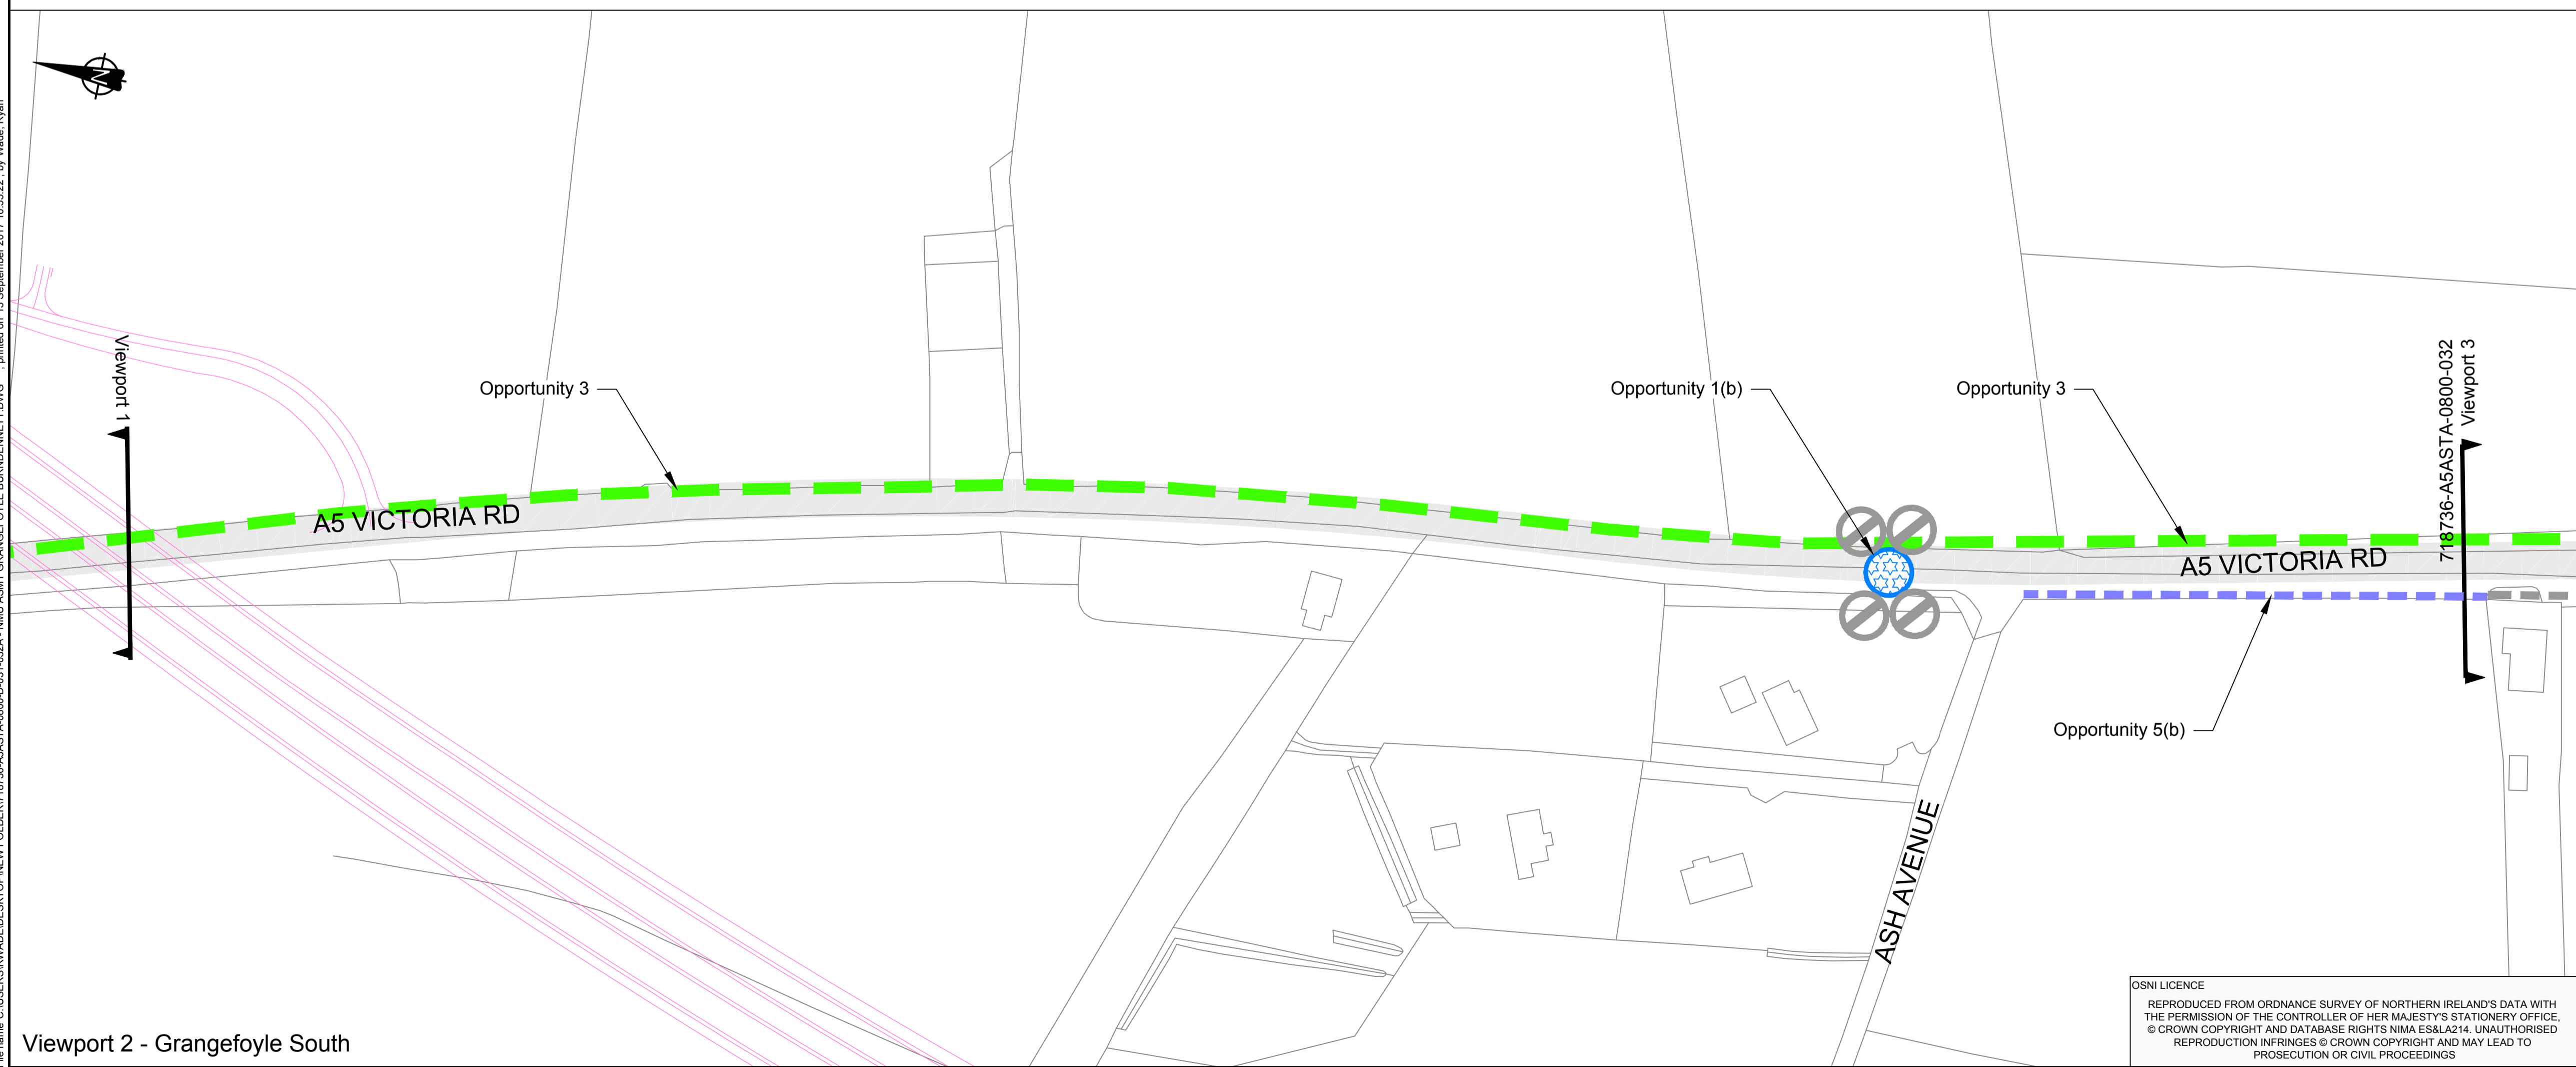 N
Viewport 1
Opportunity 3
A5 VICTORIA RD
Opportunity 1(b)
Opportunity 3
A5 VICTORIA RD
718736-A5ASTA-0800-032
Viewport 3
Opportunity 5(b)
ASH AVENUE
Viewport 2 - Grangefoyle South
OSNI LICENCE
REPRODUCED FROM ORDNANCE SURVEY OF NORTHERN IRELAND'S DATA WITH
THE PERMISSION OF THE CONTROLLER OF HER MAJESTY'S STATIONERY OFFICE,
© CROWN COPYRIGHT AND DATABASE RIGHTS NIMA ES&LA214. UNAUTHORISED
REPRODUCTION INFRINGES © CROWN COPYRIGHT AND MAY LEAD TO
PROSECUTION OR CIVIL PROCEEDINGS